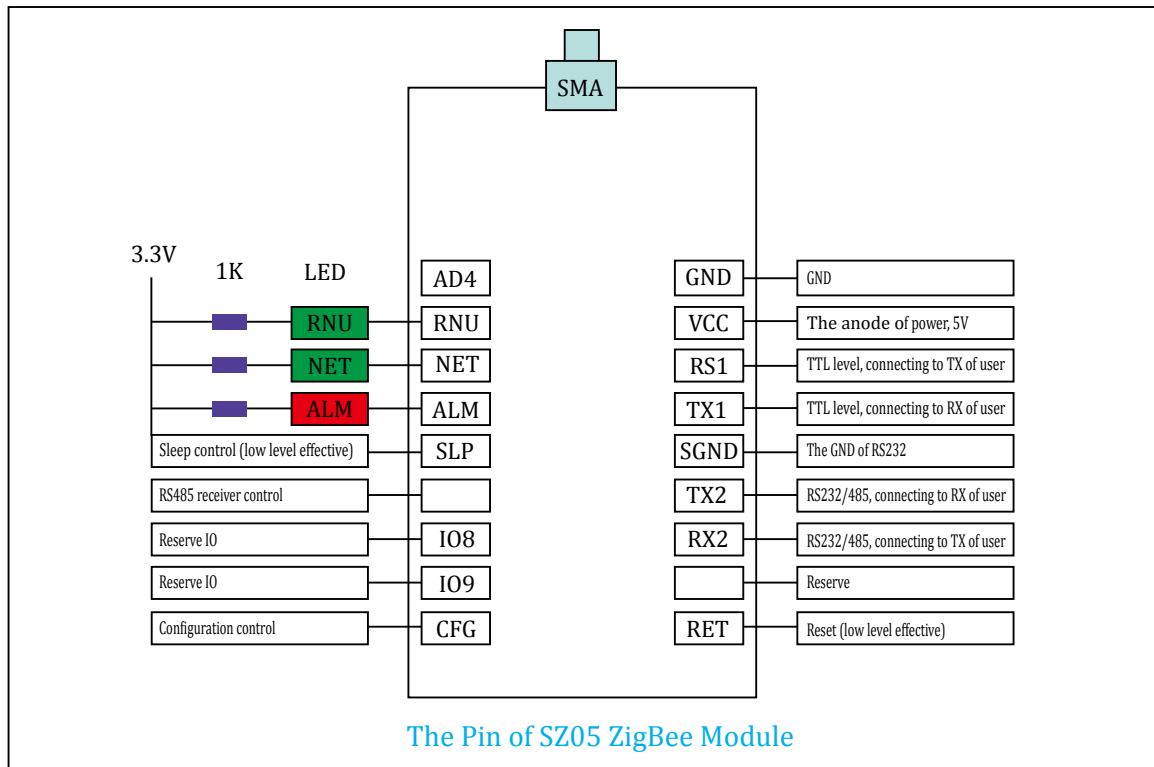 SMA
3.3V
1K
LED
AD4
RNU
RNU
NET
NET
ALM
ALM
Sleep control (low level effective)
SLP
RS485 receiver control
Reserve IO
IO8
Reserve IO
IO9
Configuration control
CFG
GND
GND
VCC
The anode of power, 5V
RS1
TTL level, connecting to TX of user
TX1
TTL level, connecting to RX of user
SGND
The GND of RS232
TX2
RS232/485, connecting to RX of user
RX2
RS232/485, connecting to TX of user
Reserve
RET
Reset (low level effective)
The Pin of SZ05 ZigBee Module